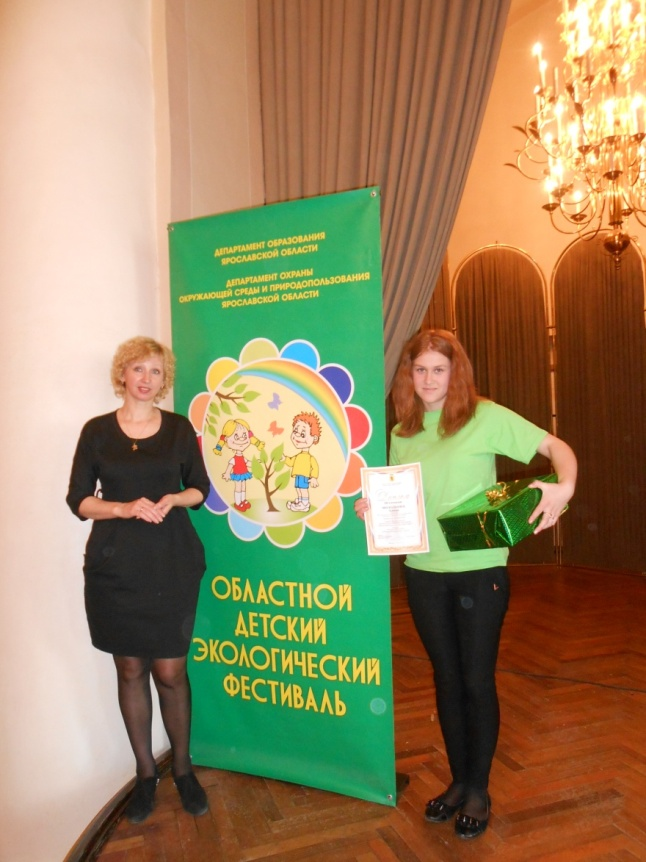 ДЕПАРТАМЕНТ ОБРАЗОВАНИЯ
ЯРОСЛАВСКОЙ ОБЛАСТИ
ДЕПАРТАМЕНТ ОХРАНЫ
ОКРУЖАЮЩЕЙ СРЕДЫ И ПРИРОДОПОЛЬЗОВАНИЯ
ЯРОСЛАВСКОЙ ОБЛАСТИ
ОБЛАСТНОЙ
ДЕТСКИЙ
ЭКОЛОГИЧЕСКИЙ
ФЕСТИВАЛЬ